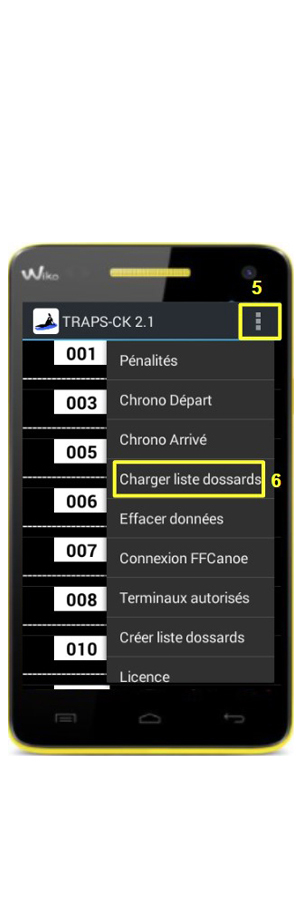 Wiko
5
TRAPS-CK 2.1
001
Pénalités
003
Chrono Départ
Chrono Arrivé
005
Charger liste dossards
6
006
Effacer données
007
Connexion FFCanoe
008
Terminaux autorisés
010
Créer liste dossards
Licence